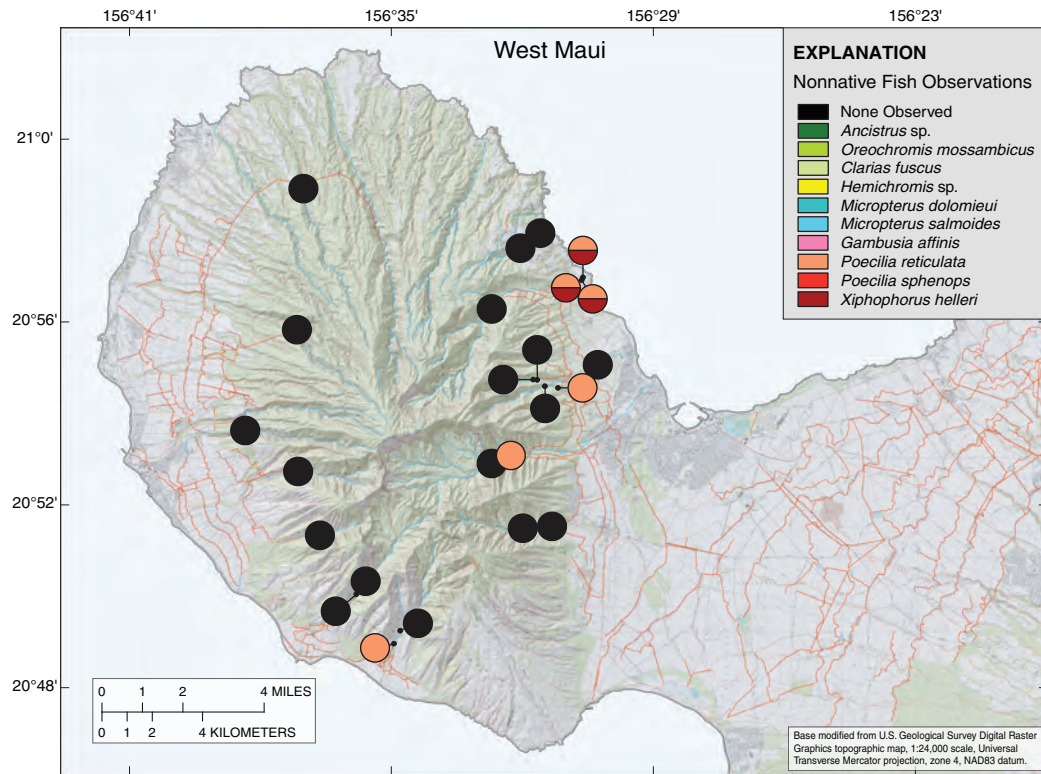 156°41' 156°35' 156°29' 156°23'
West Maui
EXPLANATION
Nonnative Fish Observations
None Observed
Ancistrus sp.
Oreochromis mossambicus
Clarias fuscus
Hemichromis sp.
Micropterus dolomieui
Micropterus salmoides
Gambusia affinis
Poecilia reticulata
Poecilia sphenops
Xiphophorus helleri
21°0'
20°56'
20°52'
20°48'
0 1 2 4 MILES
0 1 2 4 KILOMETERS
Base modified from U.S. Geological Survey Digital Raster
Graphics topographic map, 1:24,000 scale, Universal
Transverse Mercator projection, zone 4, NAD83 datum.